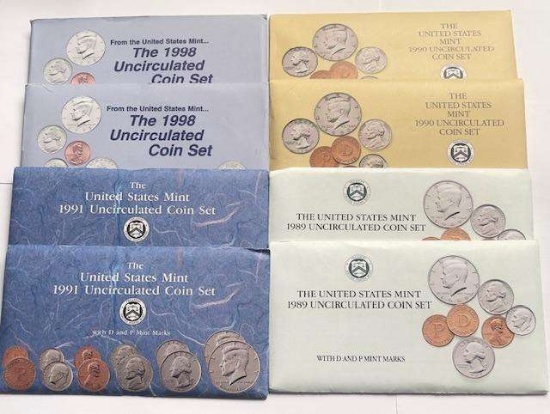 From the United States Mint...
The 1998
Uncirculated
Coin Set
From the United States Mint...
The 1998
Uncirculated
Coin Set
The
United States Mint
1991 Uncirculated Coin Set
The
United States Mint
1991 Uncirculated Coin Set
with D and P Mint Marks
P
THE
UNITED STATES
MINT
1990 UNCIRCULATED
COIN SET
THE
UNITED STATES
MINT
1990 UNCIRCULATED
COIN SET
P
D
THE UNITED STATES MINT
1989 UNCIRCULATED COIN SET
THE UNITED STATES MINT
1989 UNCIRCULATED COIN SET
P
D
WITH D AND P MINT MARKS